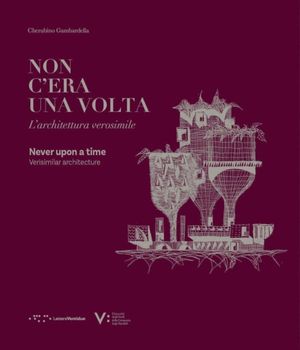 Cherubino Gambardella
NON
C'ERA
UNA VOLTA
L'architettura verosimile
Never upon a time
Verisimilar architecture
LetteraVentidue
V: